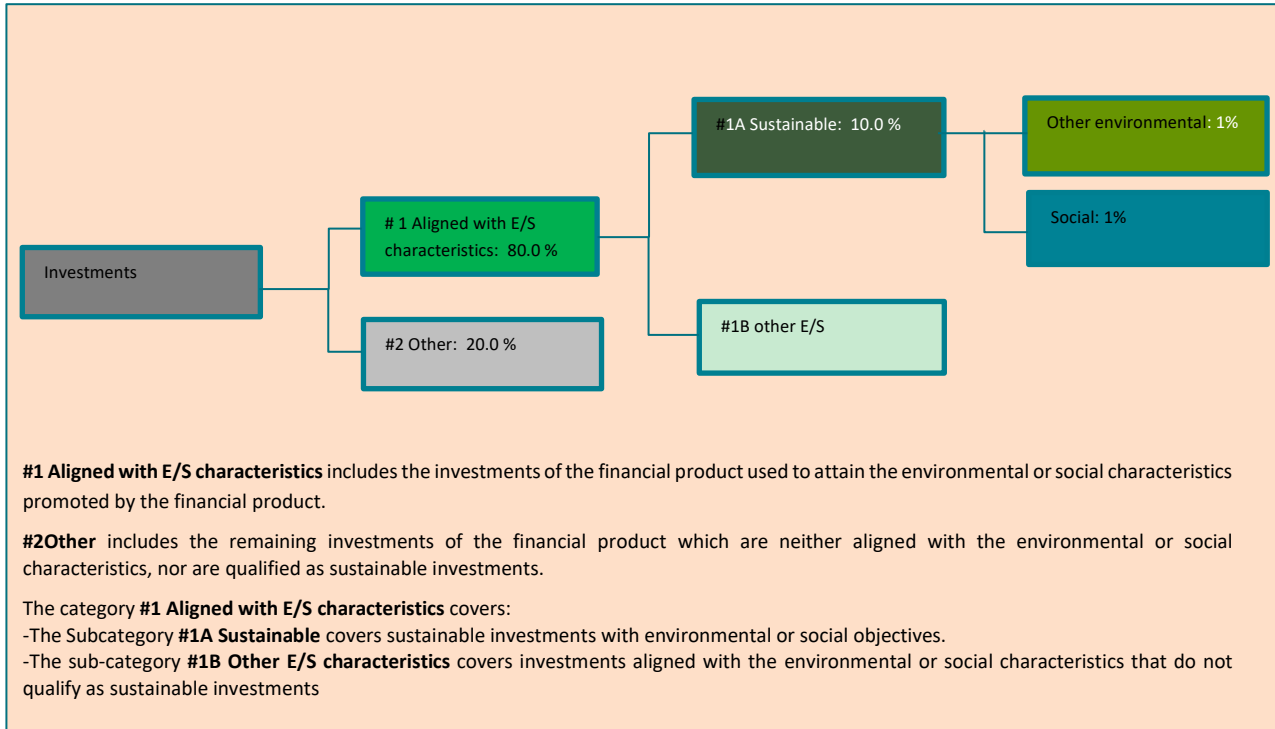 #1A Sustainable: 10.0 %
Other environmental: 1%
# 1 Aligned with E/S
characteristics: 80.0 %
Social: 1%
Investments
#2 Other: 20.0 %
#1B other E/S
#1 Aligned with E/S characteristics includes the investments of the financial product used to attain the environmental or social characteristics
promoted by the financial product.
#2Other includes the remaining investments of the financial product which are neither aligned with the environmental or social
characteristics, nor are qualified as sustainable investments.
The category #1 Aligned with E/S characteristics covers:
-The Subcategory #1A Sustainable covers sustainable investments with environmental or social objectives.
-The sub-category #1B Other E/S characteristics covers investments aligned with the environmental or social characteristics that do not
qualify as sustainable investments